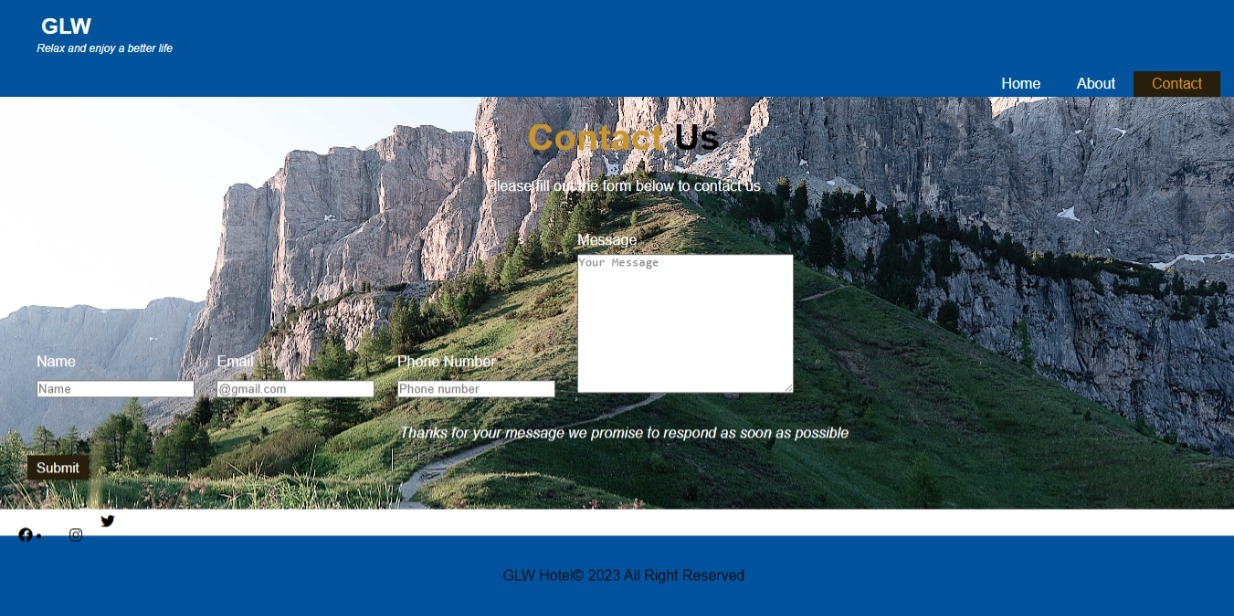 GLW
Relax and enjoy a better life
Home About Contact
Contact Us
Please fill out the form below to contact us
Message
Your Message
Name Email Phone Number
Name @gmail.com Phone number
Thanks for your message we promise to respond as soon as possible
Submit
GLW Hotel© 2023 All Right Reserved